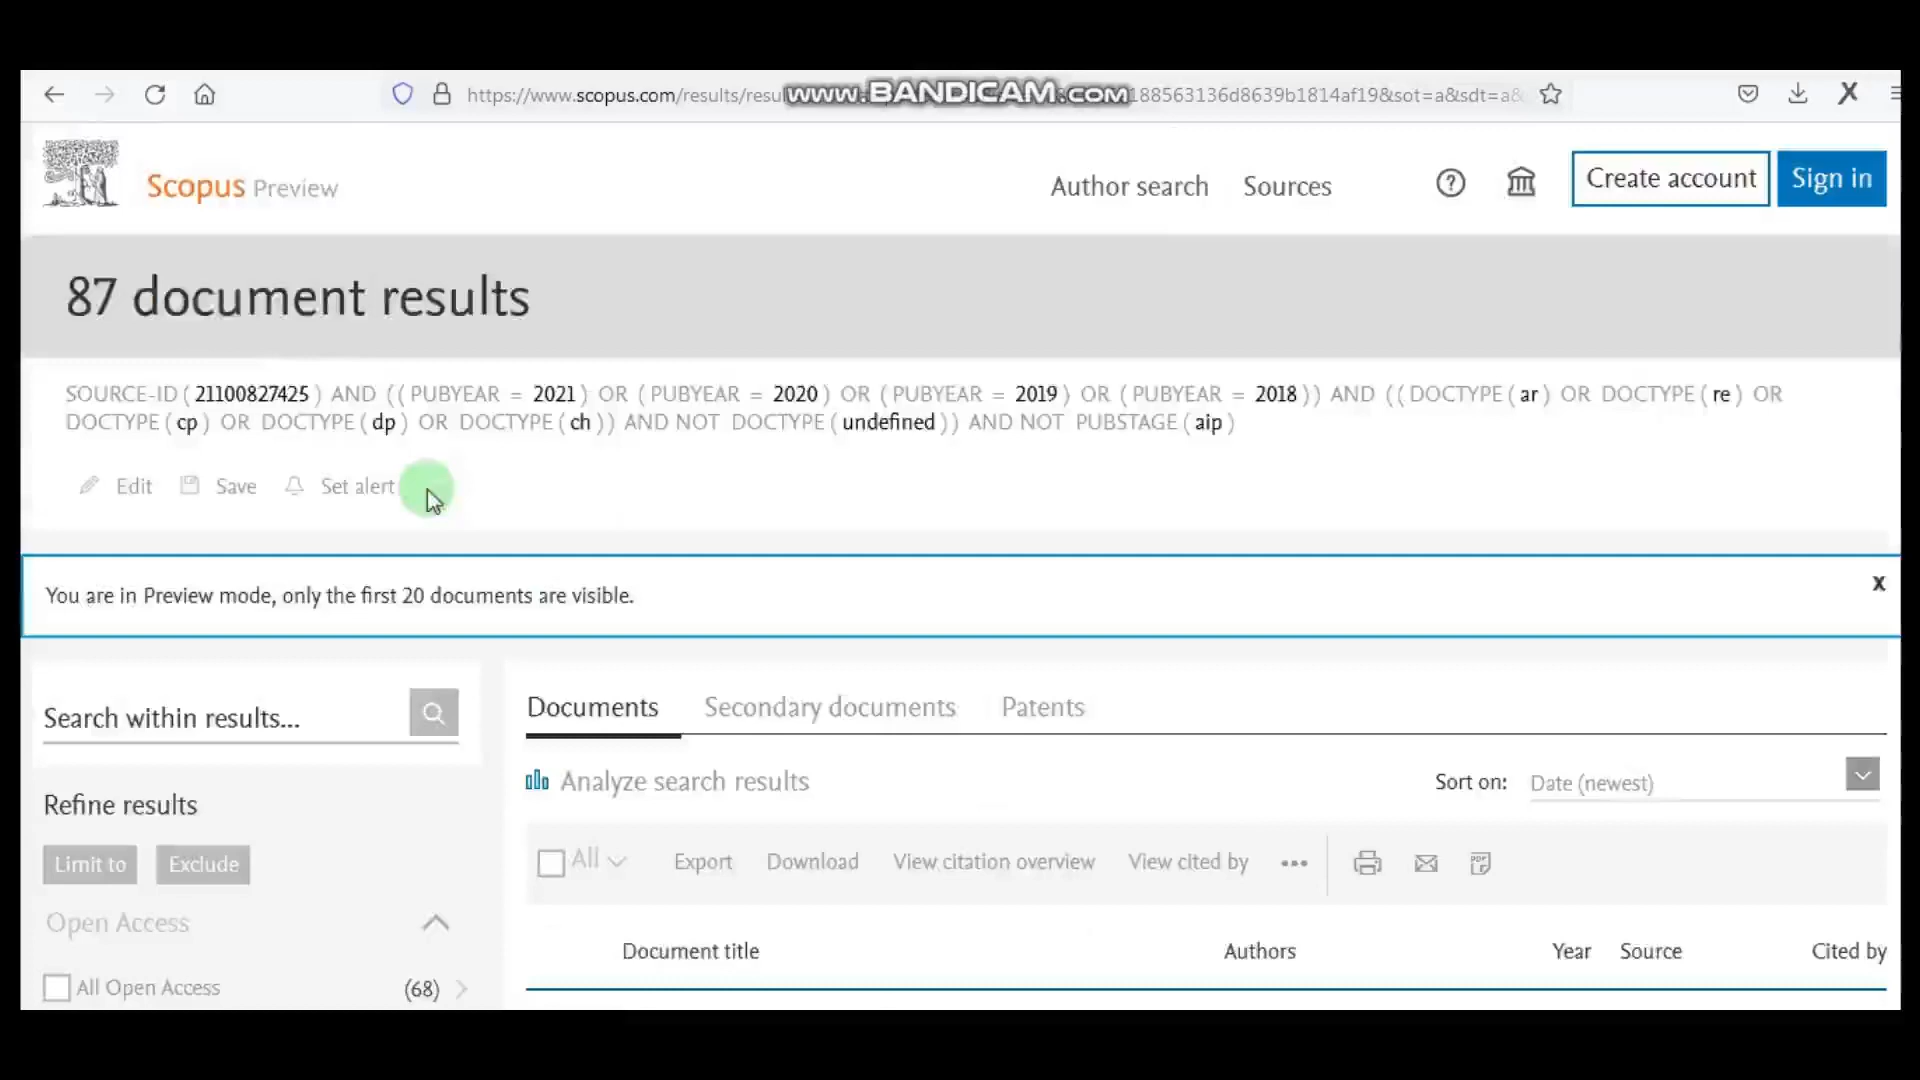 https://www.scopus.com/results/resu
www.BANDICAM.com
188563136d8639b1814af19&sot=a&sdt=a&
Scopus Preview
Author search
Sources
Create account
Sign in
87 document results
SOURCE-ID ( 21100827425 ) AND ( ( PUBYEAR = 2021 ) OR ( PUBYEAR = 2020 ) OR ( PUBYEAR = 2019 ) OR ( PUBYEAR = 2018 ) ) AND ( ( DOCTYPE ( ar ) OR DOCTYPE ( re ) OR
DOCTYPE ( cp ) OR DOCTYPE ( dp ) OR DOCTYPE ( ch ) ) AND NOT DOCTYPE ( undefined ) ) AND NOT PUBSTAGE ( aip )
Edit
Save
Set alert
You are in Preview mode, only the first 20 documents are visible.
X
Search within results...
Documents
Secondary documents
Patents
Analyze search results
Sort on:
Date (newest)
Refine results
Limit to
Exclude
All
Export
Download
View citation overview
View cited by
Open Access
Document title
Authors
Year
Source
Cited by
All Open Access
(68)